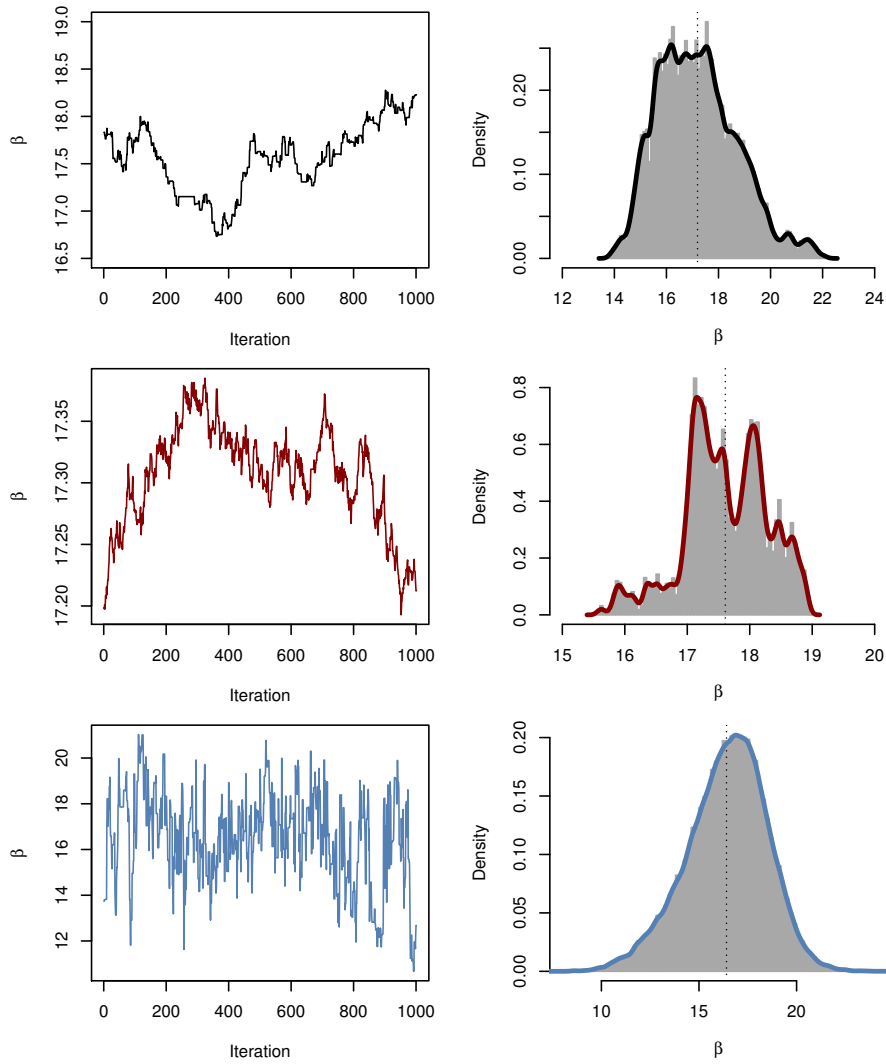 β
16.5 17.0 17.5 18.0 18.5 19.0
0 200 400 600 800 1000
Iteration
Density
0.00 0.10 0.20
12 14 16 18 20 22 24
β
β
17.20 17.25 17.30 17.35
0 200 400 600 800 1000
Iteration
Density
0.0 0.2 0.4 0.6 0.8
15 16 17 18 19 20
β
β
12 14 16 18 20
0 200 400 600 800 1000
Iteration
Density
0.00 0.05 0.10 0.15 0.20
10 15 20
β